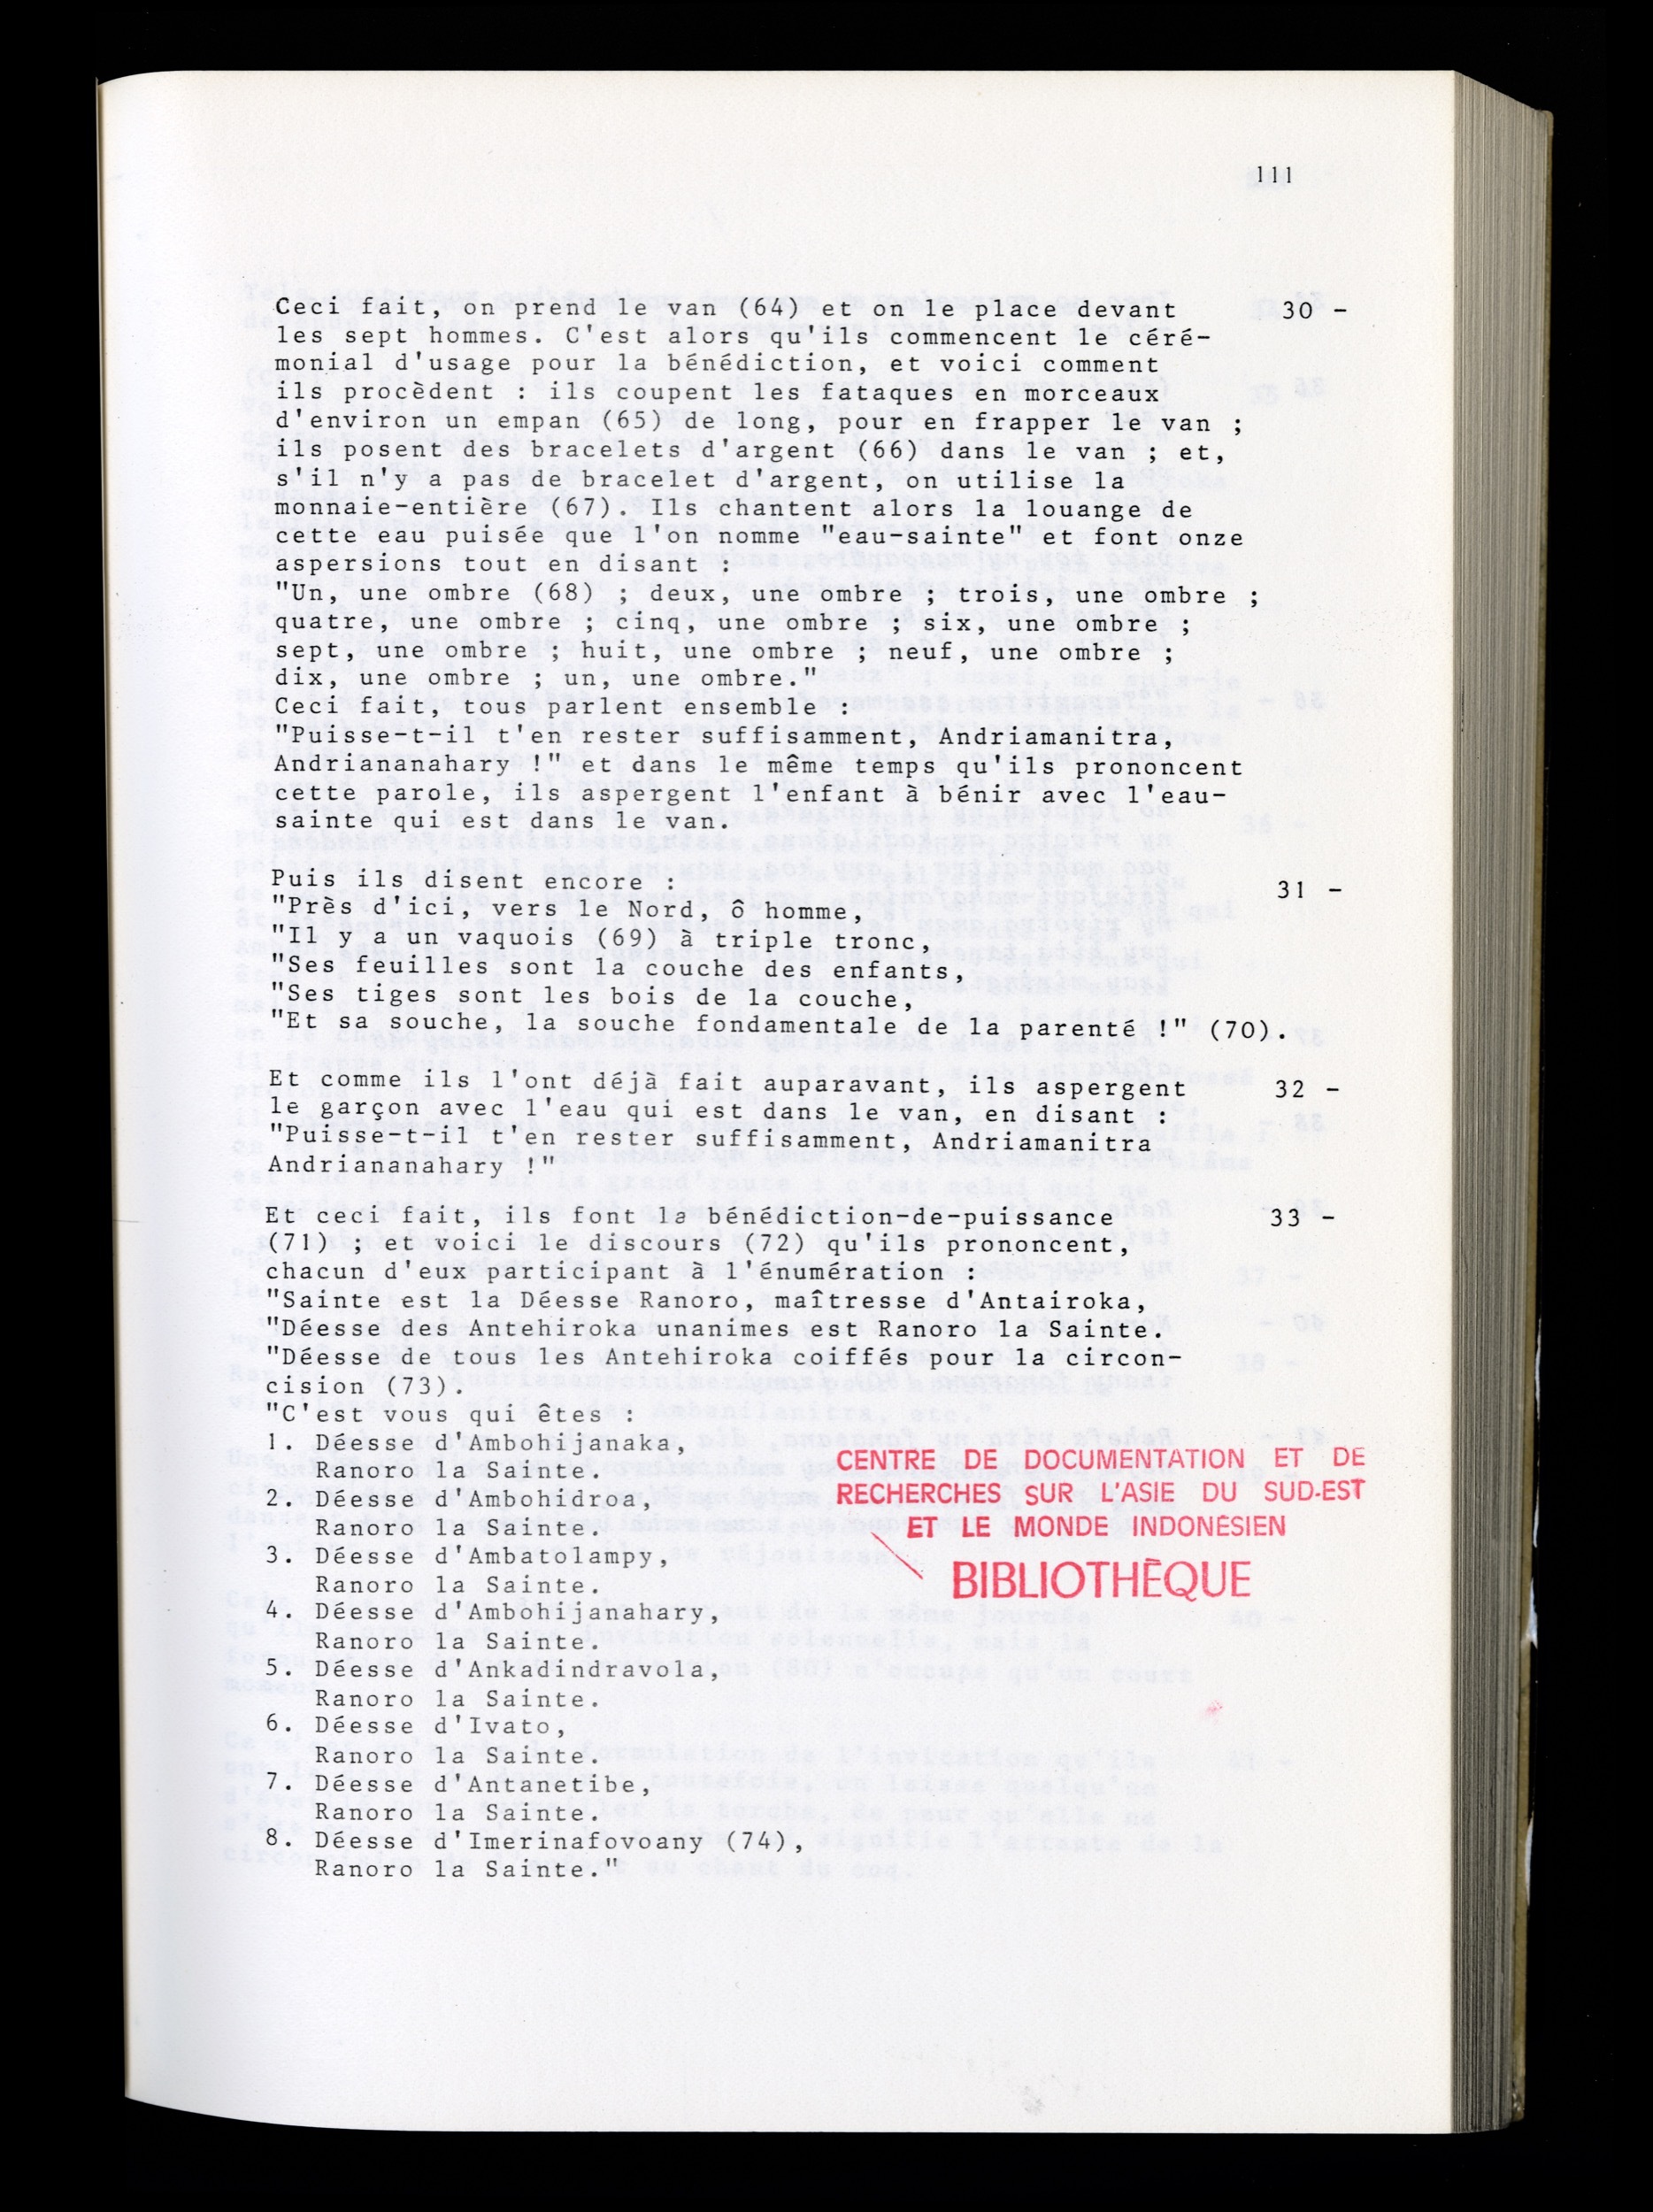 111
Ceci fait, on prend le van (64) et on le place devant 30 -
les sept hommes. C'est alors qu'ils commencent le céré-
monial d'usage pour la bénédiction, et voici comment
ils procèdent : ils coupent les fataques en morceaux
d'environ un empan (65) de long, pour en frapper le van ;
ils posent des bracelets d'argent (66) dans le van ; et,
s'il n'y a pas de bracelet d'argent, on utilise la
monnaie-entière (67). Ils chantent alors la louange de
cette eau puisée que l'on nomme "eau-sainte" et font onze
aspersions tout en disant :
"Un, une ombre (68) ; deux, une ombre ; trois, une ombre ;
quatre, une ombre ; cinq, une ombre ; six, une ombre ;
sept, une ombre ; huit, une ombre ; neuf, une ombre ;
dix, une ombre ; un, une ombre."
Ceci fait, tous parlent ensemble :
"Puisse-t-il t'en rester suffisamment, Andriamanitra,
Andriananahary !" et dans le même temps qu'ils prononcent
cette parole, ils aspergent l'enfant à bénir avec l'eau-
sainte qui est dans le van.
Puis ils disent encore : 31 -
"Près d'ici, vers le Nord, ô homme,
"Il y a un vaquois (69) à triple tronc,
"Ses feuilles sont la couche des enfants,
"Ses tiges sont les bois de la couche,
"Et sa souche, la souche fondamentale de la parenté !" (70).
Et comme ils l'ont déjà fait auparavant, ils aspergent 32 -
le garçon avec l'eau qui est dans le van, en disant :
"Puisse-t-il t'en rester suffisamment, Andriamanitra
Andriananahary !"
Et ceci fait, ils font la bénédiction-de-puissance 33 -
(71) ; et voici le discours (72) qu'ils prononcent,
chacun d'eux participant à l'énumération :
"Sainte est la Déesse Ranoro, maîtresse d'Antairoka,
"Déesse des Antehiroka unanimes est Ranoro la Sainte.
"Déesse de tous les Antehiroka coiffés pour la circon-
cision (73).
"C'est vous qui êtes :
1. Déesse d'Ambohijanaka,
Ranoro la Sainte.
2. Déesse d'Ambohidroa,
Ranoro la Sainte.
3. Déesse d'Ambatolampy,
Ranoro la Sainte.
4. Déesse d'Ambohijanahary,
Ranoro la Sainte.
5. Déesse d'Ankadindravola,
Ranoro la Sainte.
6. Déesse d'Ivato,
Ranoro la Sainte.
7. Déesse d'Antanetibe,
Ranoro la Sainte.
8. Déesse d'Imerinafovoany (74),
Ranoro la Sainte."
CENTRE DE DOCUMENTATION ET DE
RECHERCHES SUR L'ASIE DU SUD-EST
ET LE MONDE INDONÉSIEN
BIBLIOTHÈQUE